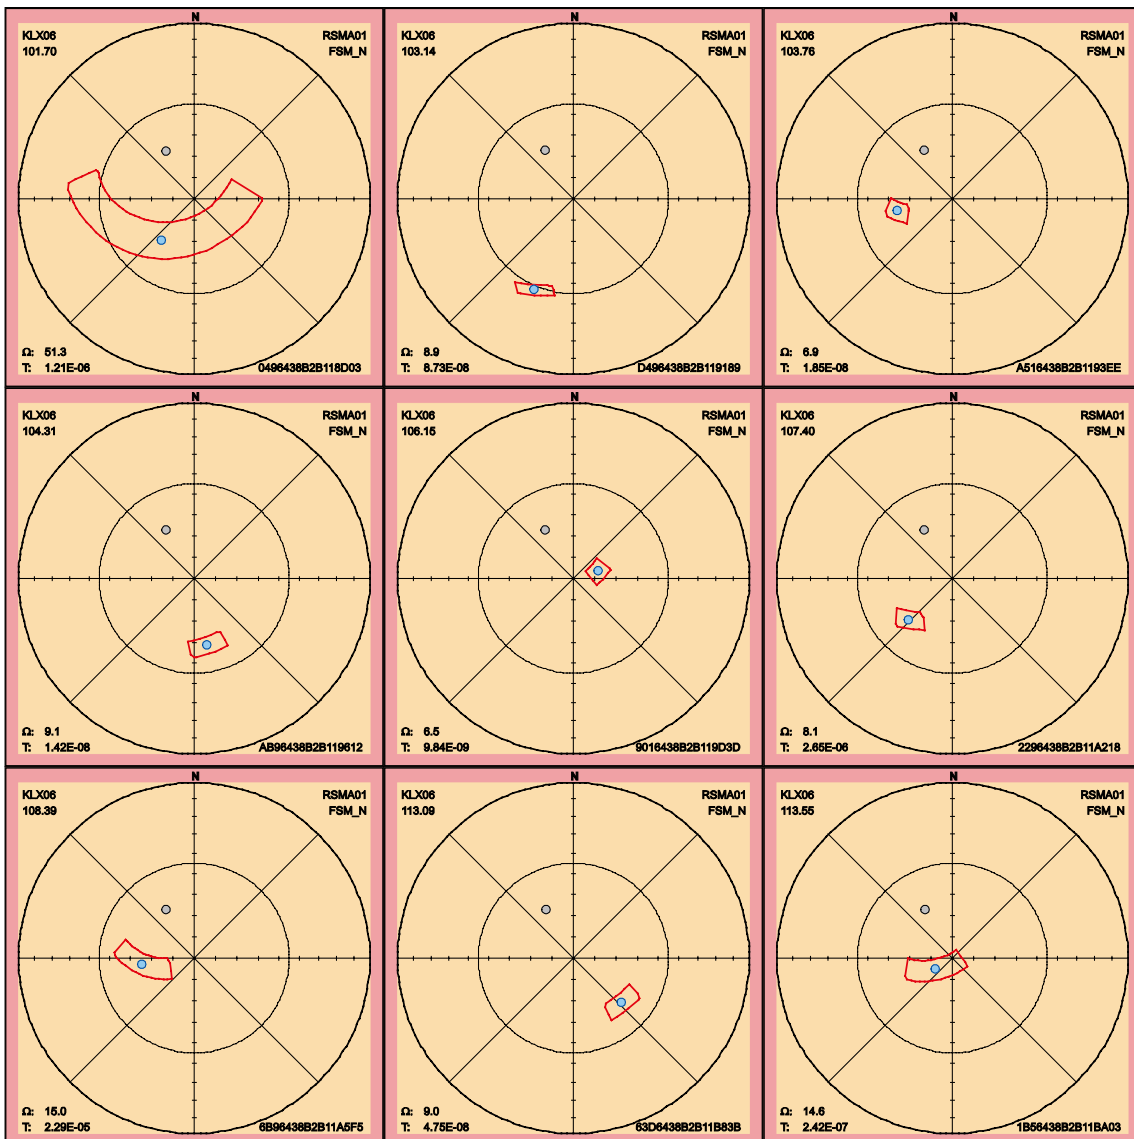 N
KLX06 RSMA01
101.70 FSM_N
Ω: 51.3
T: 1.21E-06 0496438B2B118D03
N
KLX06 RSMA01
103.14 FSM_N
Ω: 8.9
T: 8.73E-08 D496438B2B119189
N
KLX06 RSMA01
103.76 FSM_N
Ω: 6.9
T: 1.85E-08 A516438B2B1193EE
N
KLX06 RSMA01
104.31 FSM_N
Ω: 9.1
T: 1.42E-08 AB96438B2B119612
N
KLX06 RSMA01
106.15 FSM_N
Ω: 6.5
T: 9.84E-09 9016438B2B119D3D
N
KLX06 RSMA01
107.40 FSM_N
Ω: 8.1
T: 2.65E-06 2296438B2B11A218
N
KLX06 RSMA01
108.39 FSM_N
Ω: 15.0
T: 2.29E-05 6B96438B2B11A5F5
N
KLX06 RSMA01
113.09 FSM_N
Ω: 9.0
T: 4.75E-08 63D6438B2B11B83B
N
KLX06 RSMA01
113.55 FSM_N
Ω: 14.6
T: 2.42E-07 1B56438B2B11BA03